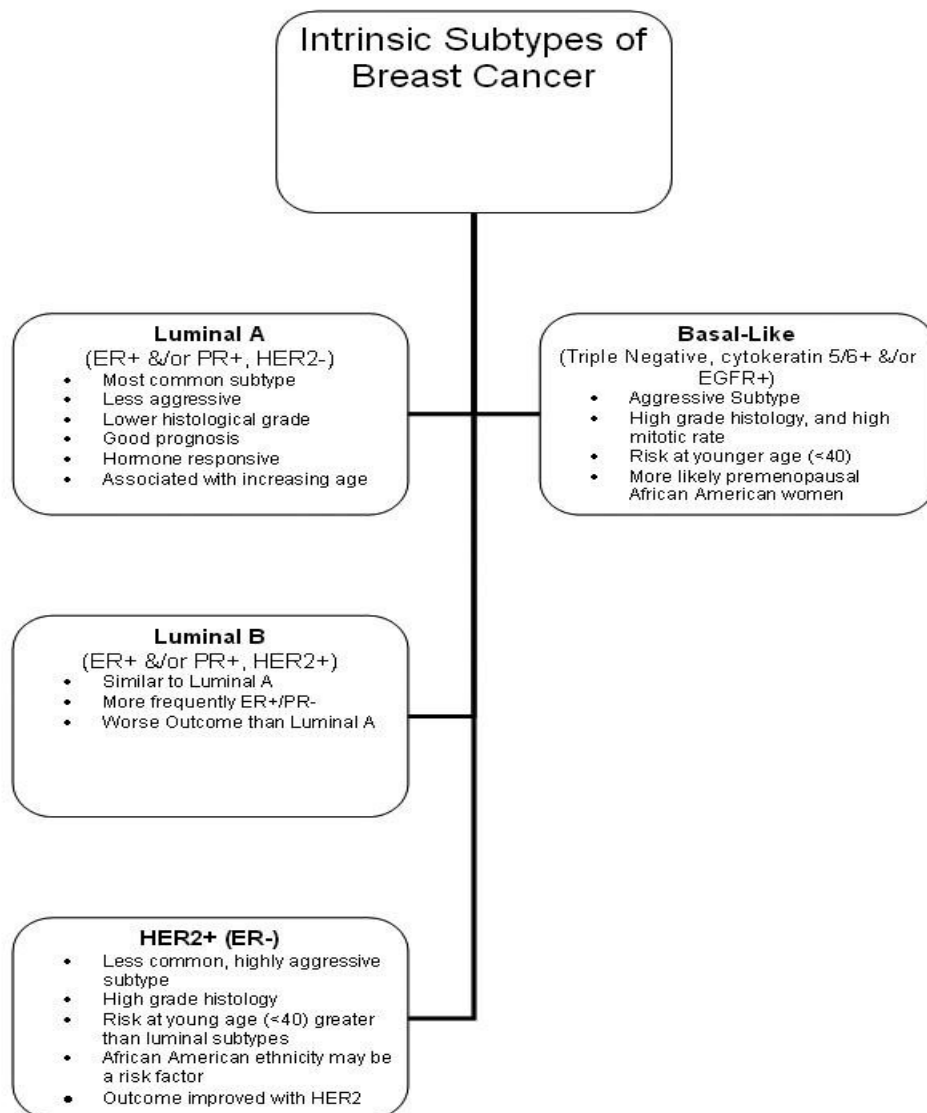 Intrinsic Subtypes of
Breast Cancer
Luminal A
(ER+ &/or PR+, HER2-)
• Most common subtype
• Less aggressive
• Lower histological grade
• Good prognosis
• Hormone responsive
• Associated with increasing age
Basal-Like
(Triple Negative, cytokeratin 5/6+ &/or
EGFR+)
• Aggressive Subtype
• High grade histology, and high
mitotic rate
• Risk at younger age (<40)
• More likely premenopausal
African American women
Luminal B
(ER+ &/or PR+, HER2+)
• Similar to Luminal A
• More frequently ER+/PR-
• Worse Outcome than Luminal A
HER2+ (ER-)
• Less common, highly aggressive
subtype
• High grade histology
• Risk at young age (<40) greater
than luminal subtypes
• African American ethnicity may be
a risk factor
• Outcome improved with HER2